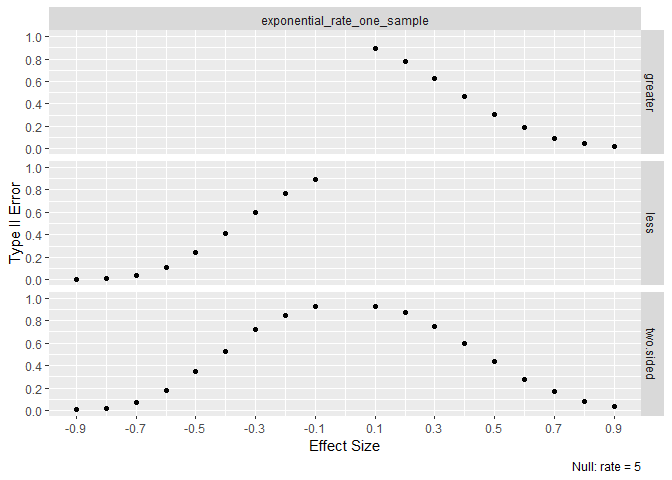 exponential_rate_one_sample
Type II Error
1.0
0.8
0.6
0.4
0.2
0.0
greater
1.0
0.8
0.6
0.4
0.2
0.0
less
1.0
0.8
0.6
0.4
0.2
0.0
two.sided
-0.9 -0.7 -0.5 -0.3 -0.1 0.1 0.3 0.5 0.7 0.9
Effect Size
Null: rate = 5